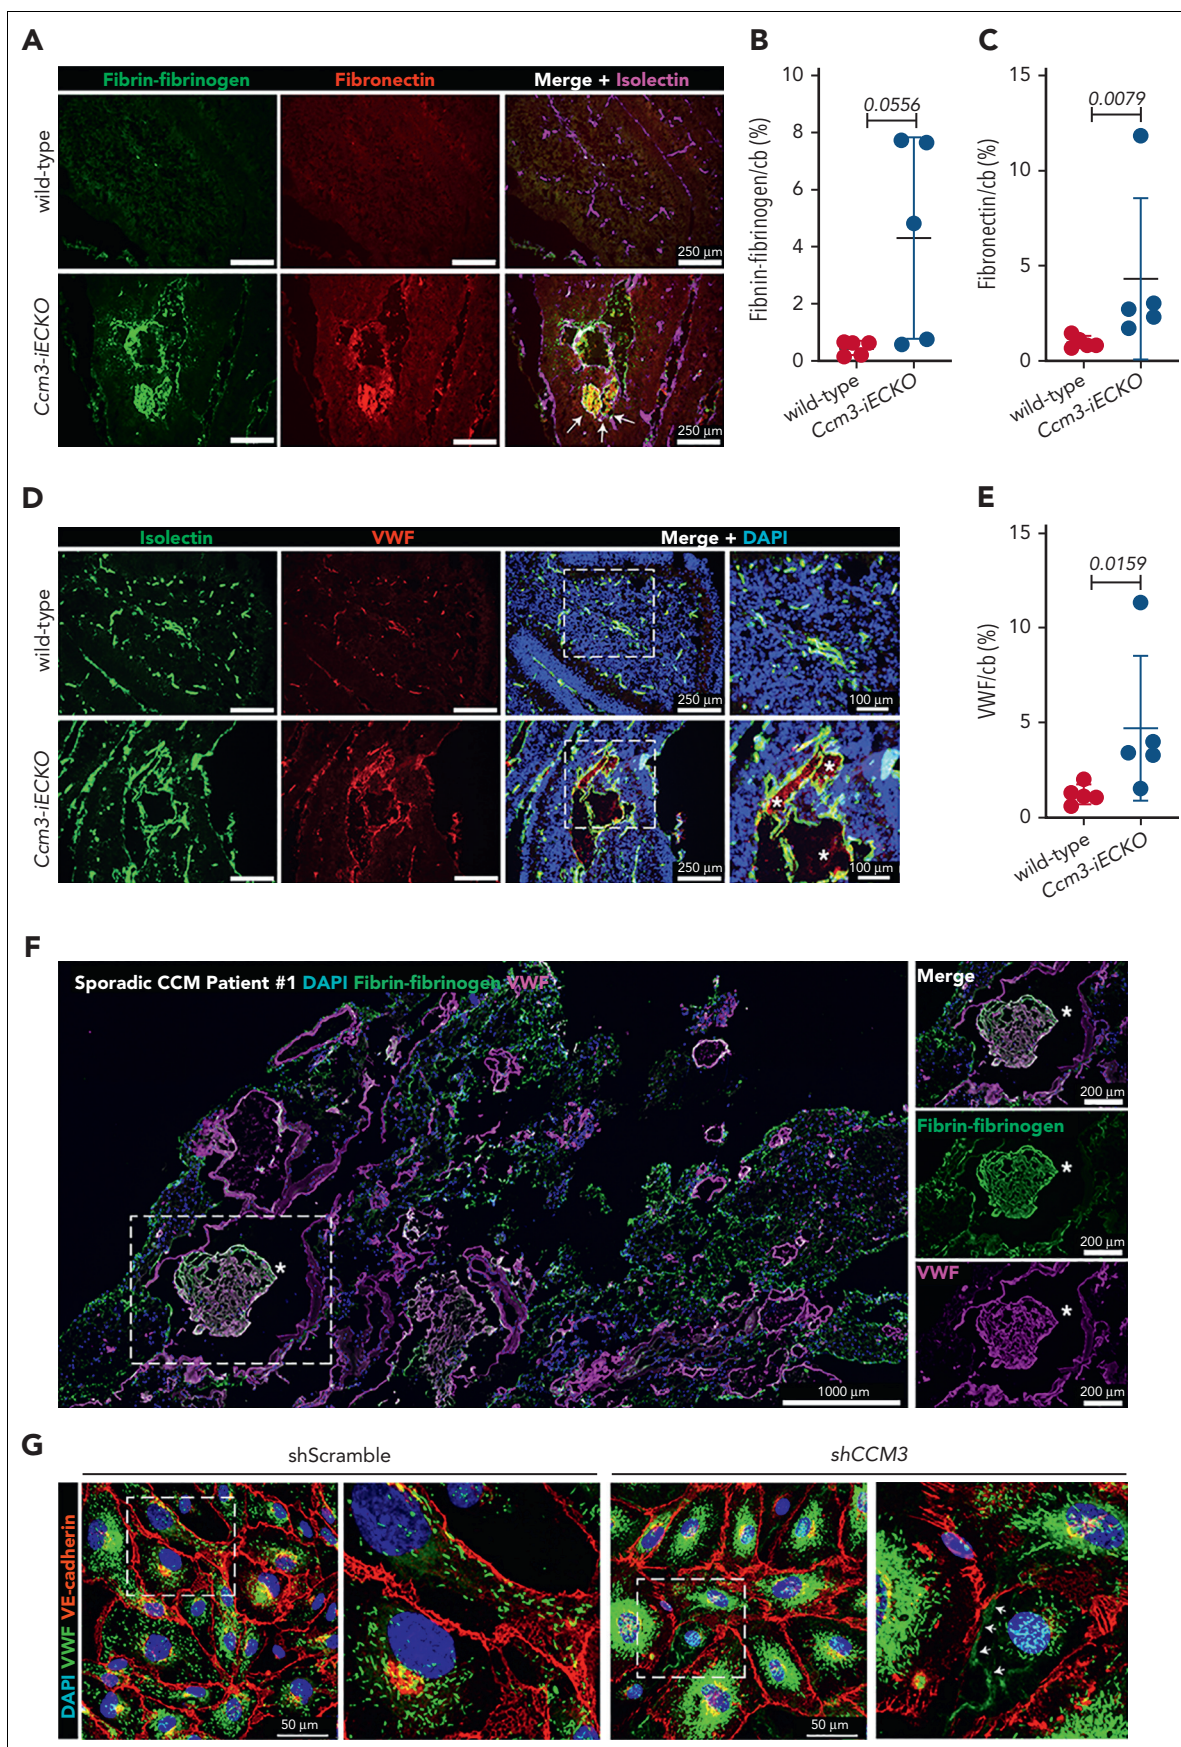 A
Fibrin-fibrinogen Fibronectin Merge + Isolectin
wild-type
250 µm
Ccm3-iECKO
250 µm
B
Fibnin-fibrinogen/cb (%)
10
8
6
4
2
0
0.0556
wild-type
Ccm3-iECKO
C
Fibronectin/cb (%)
15
10
5
0
0.0079
wild-type
Ccm3-iECKO
D
Isolectin VWF Merge + DAPI
wild-type
250 µm 100 µm
Ccm3-iECKO
* * *
250 µm 100 µm
E
VWF/cb (%)
15
10
5
0
0.0159
wild-type
Ccm3-iECKO
F
Sporadic CCM Patient #1 DAPI Fibrin-fibrinogen VWF
*
1000 µm
Merge
*
200 µm
Fibrin-fibrinogen
*
200 µm
VWF
*
200 µm
G
shScramble shCCM3
DAPI VWF VE-cadherin
50 µm 50 µm